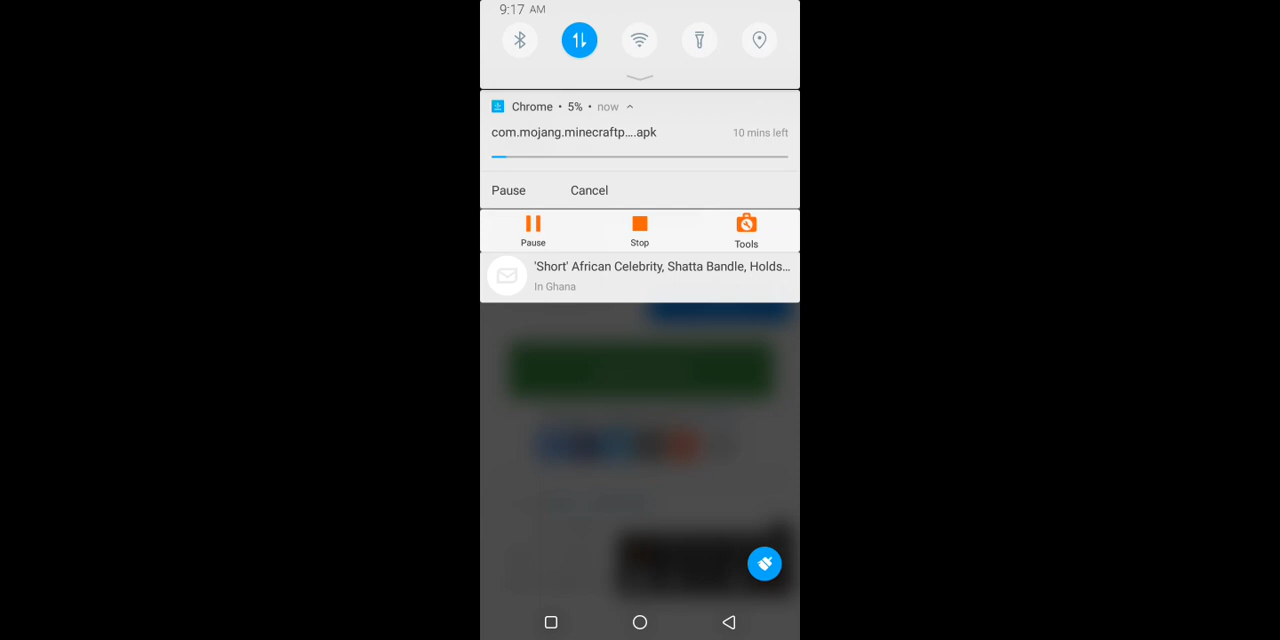 9:17 AM
Chrome • 5% • now
com.mojang.minecraftp....apk 10 mins left
Pause Cancel
Pause Stop Tools
'Short' African Celebrity, Shatta Bandle, Holds...
In Ghana